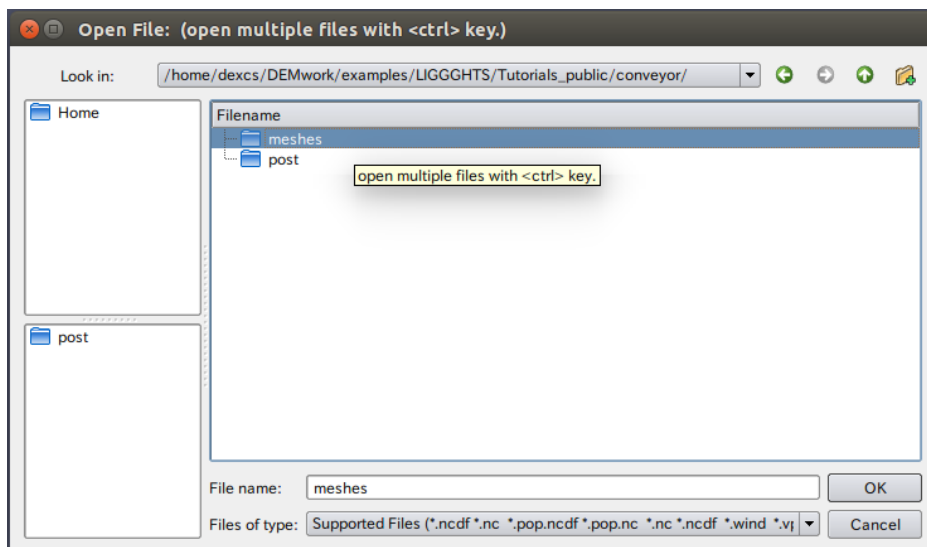 Open File:  (open multiple files with <ctrl> key.)
Look in: /home/dexcs/DEMwork/examples/LIGGGHTS/Tutorials_public/conveyor/
Home
Filename
meshes
post
open multiple files with <ctrl> key.
post
File name: meshes OK
Files of type: Supported Files (*.ncdf *.nc *.pop.ncdf *.pop.nc *.nc *.ncdf *.wind Cancel